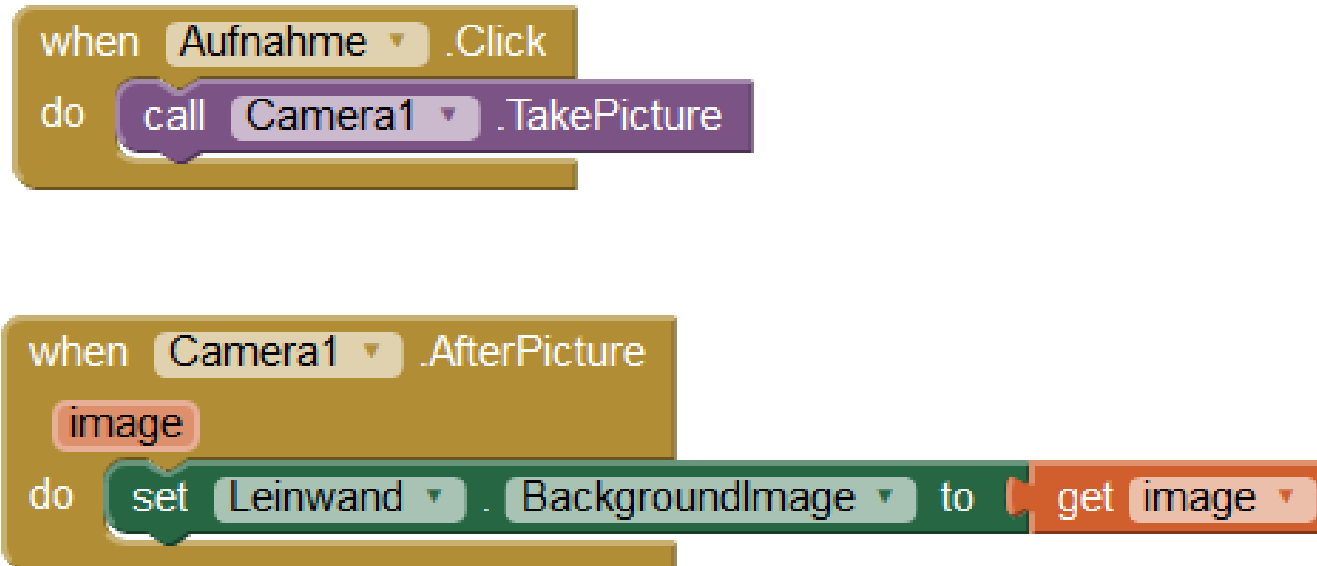 when Aufnahme .Click
do call Camera1 .TakePicture
when Camera1 .AfterPicture
image
do set Leinwand . BackgroundImage to get image